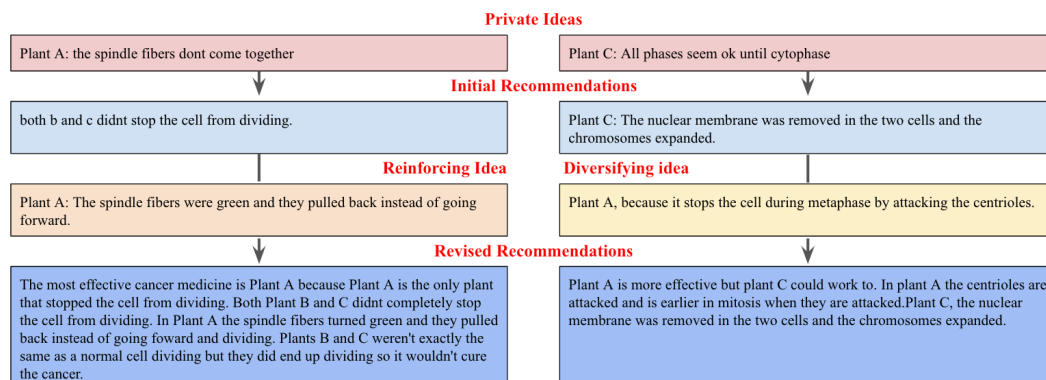 Private Ideas
Plant A: the spindle fibers dont come together
Plant C: All phases seem ok until cytophase
Initial Recommendations
both b and c didnt stop the cell from dividing.
Plant C: The nuclear membrane was removed in the two cells and the
chromosomes expanded.
Reinforcing Idea
Diversifying idea
Plant A: The spindle fibers were green and they pulled back instead of going
forward.
Plant A, because it stops the cell during metaphase by attacking the centrioles.
Revised Recommendations
The most effective cancer medicine is Plant A because Plant A is the only plant
that stopped the cell from dividing. Both Plant B and C didnt completely stop
the cell from dividing. In Plant A the spindle fibers turned green and they pulled
back instead of going foward and dividing. Plants B and C weren't exactly the
same as a normal cell dividing but they did end up dividing so it wouldn't cure
the cancer.
Plant A is more effective but plant C could work to. In plant A the centrioles are
attacked and is earlier in mitosis when they are attacked.Plant C, the nuclear
membrane was removed in the two cells and the chromosomes expanded.